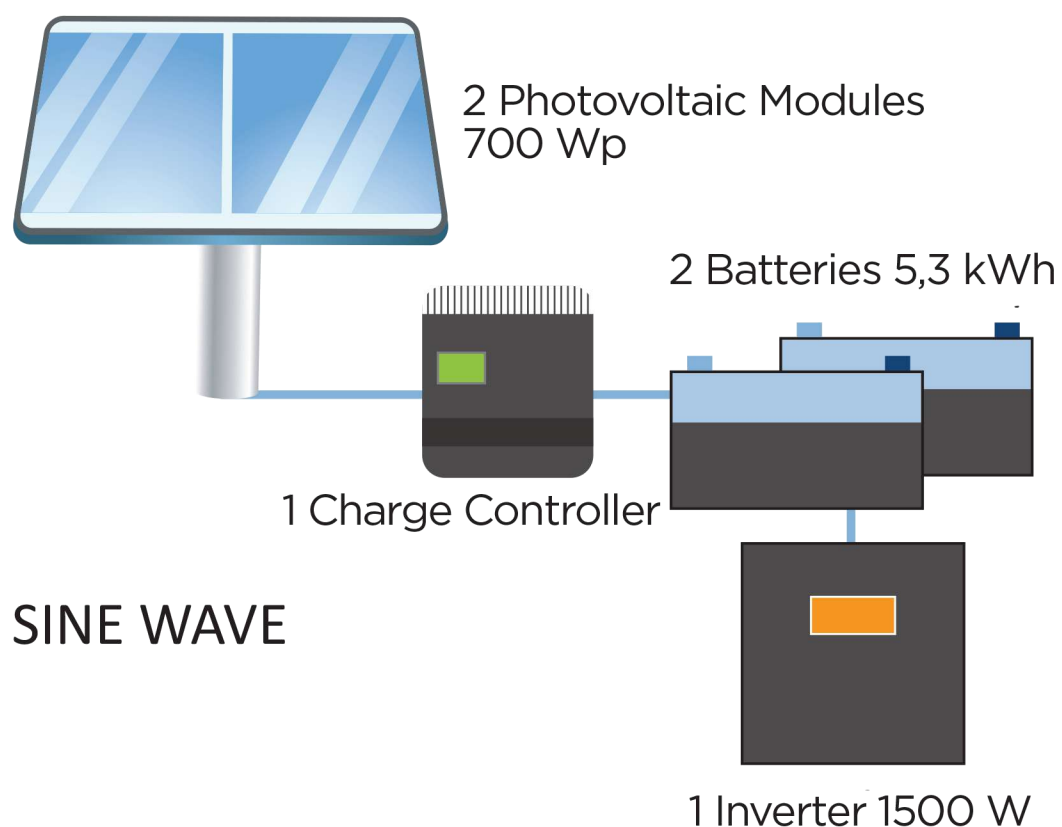 2 Photovoltaic Modules
700 Wp
2 Batteries 5,3 kWh
1 Charge Controller
SINE WAVE
1 Inverter 1500 W